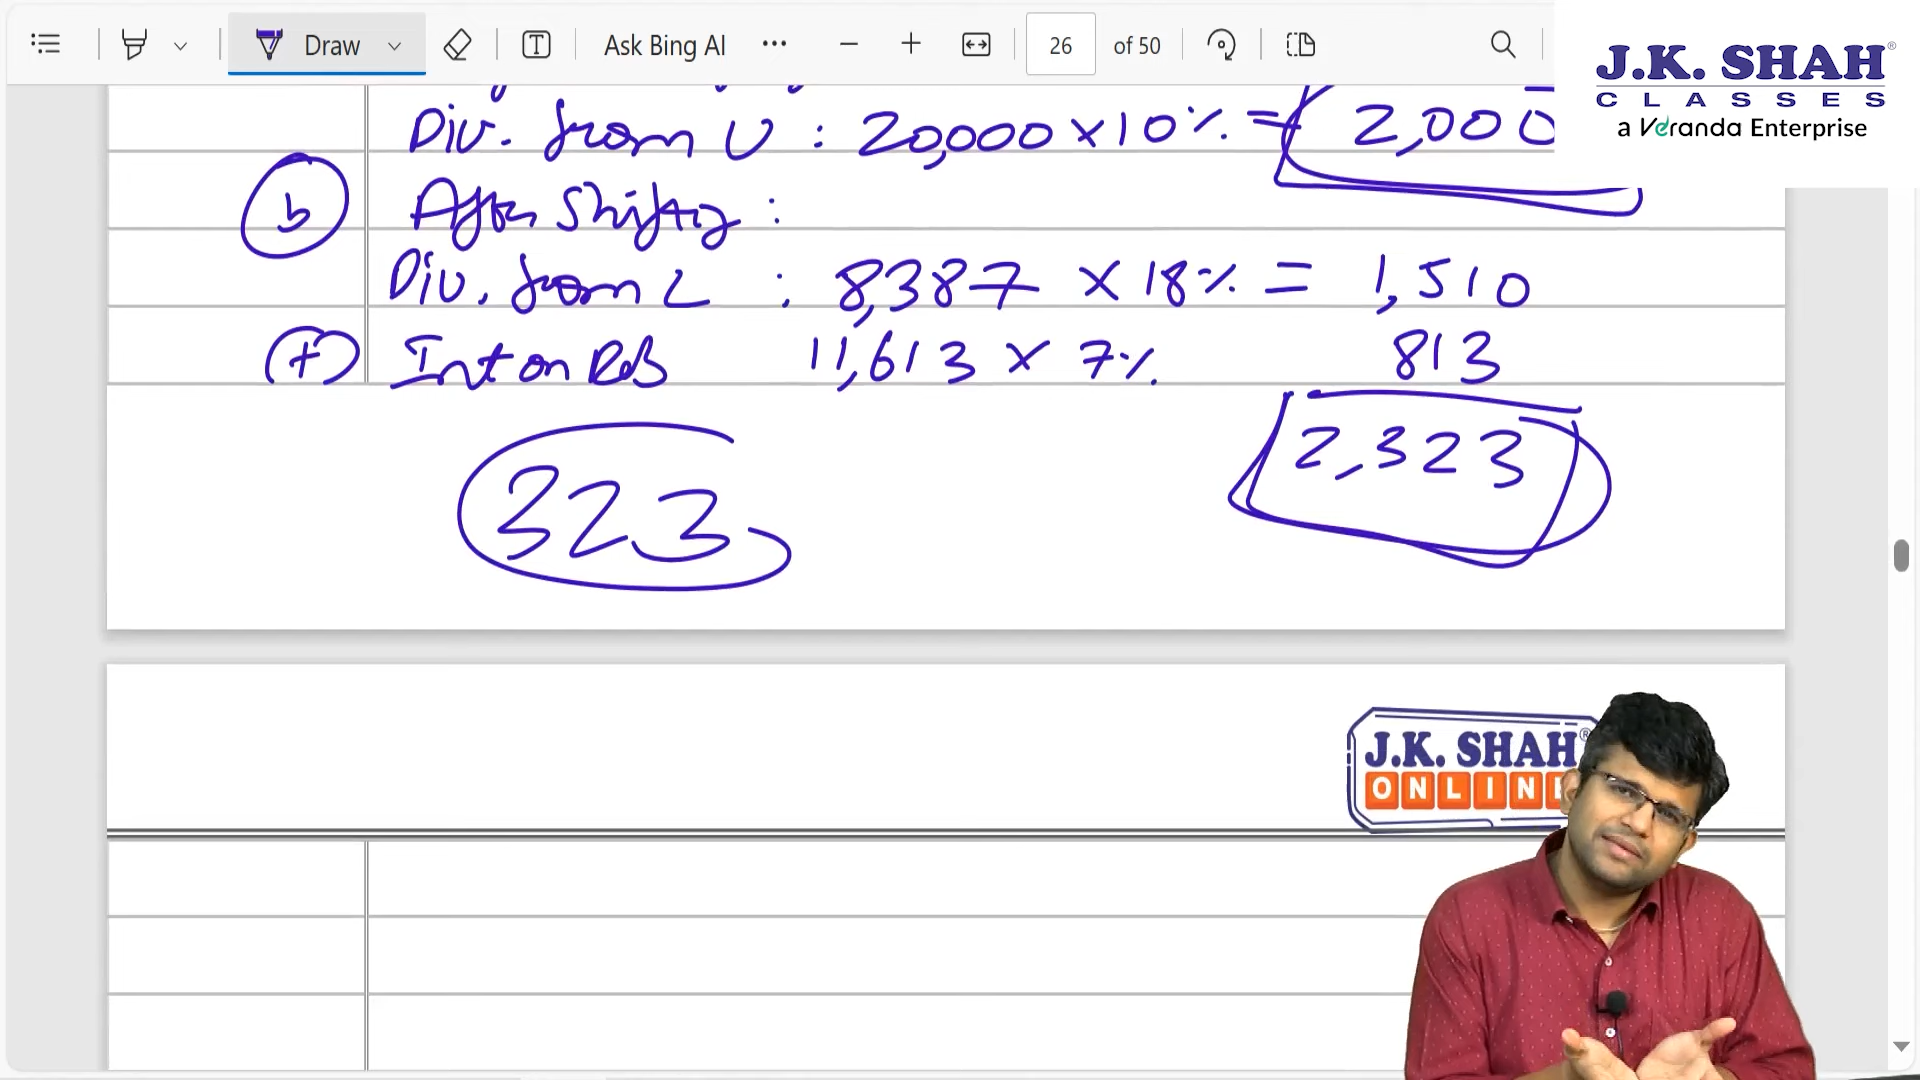 Draw
Ask Bing AI
26 of 50
J.K. SHAH®
CLASSES
a Veranda Enterprise
Div. from U : 20,000 × 10% = 2,000
b After Shifting :
Div. from L : 8,387 × 18% = 1,510
(+) Int on 11,613 × 7% 813
2,323
323
J.K. SHAH®
ONLINE